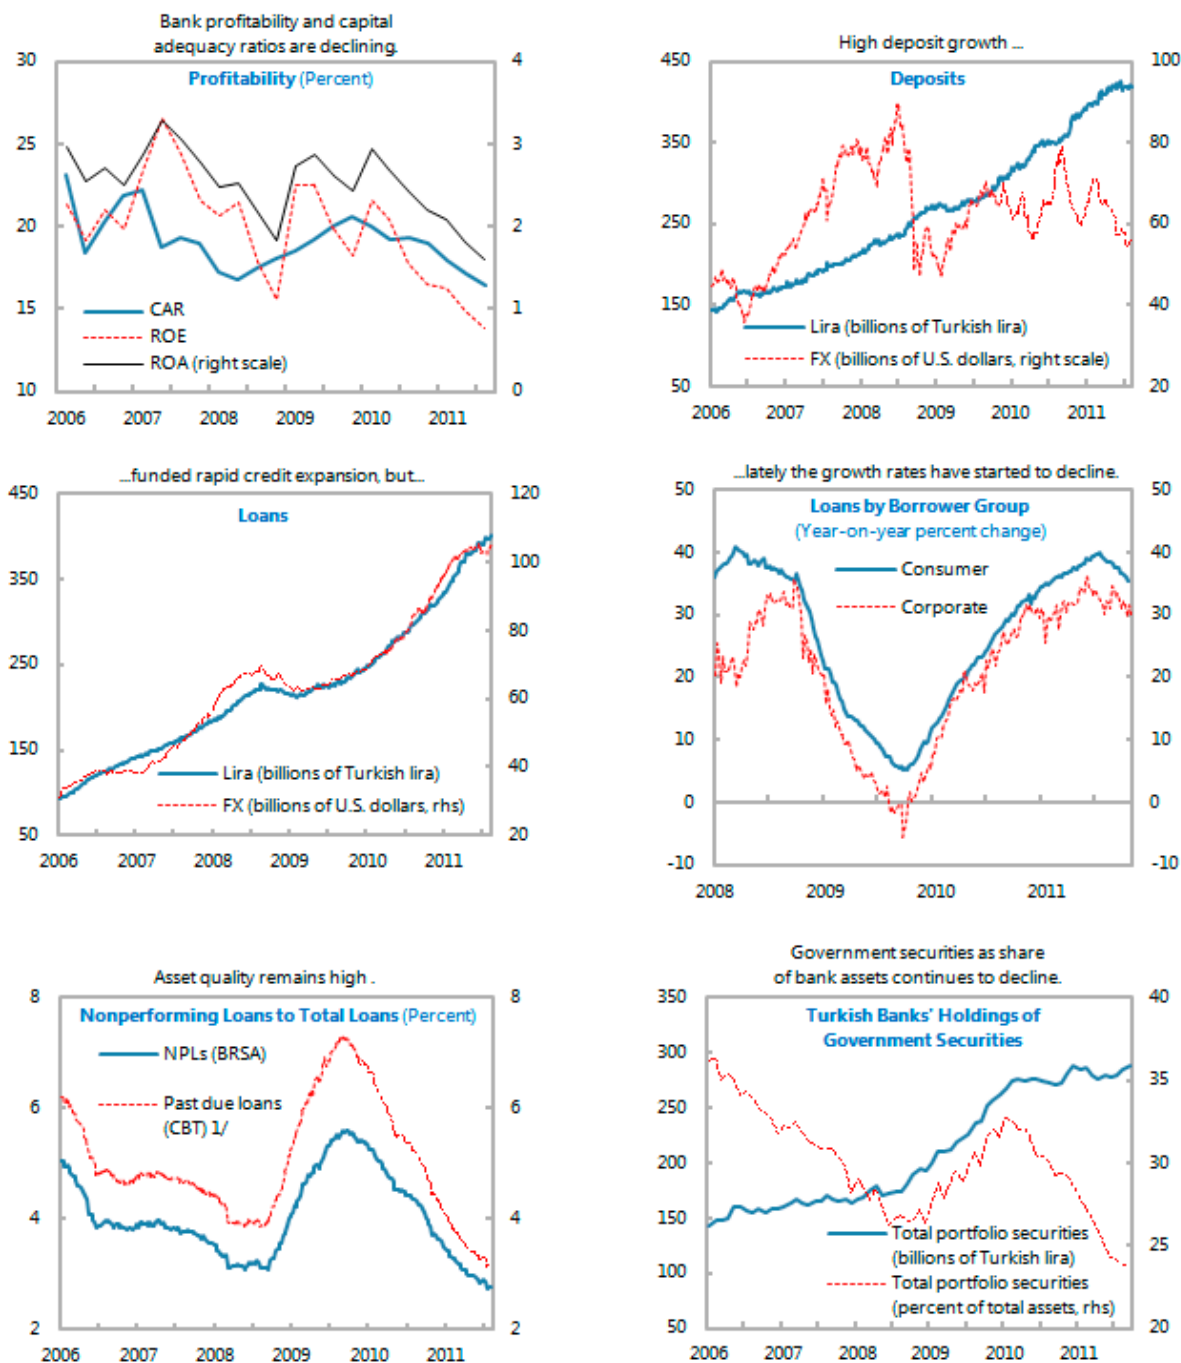 Bank profitability and capital
adequacy ratios are declining.
Profitability (Percent)
30
25
20
15
10
4
3
2
1
0
CAR
ROE
ROA (right scale)
2006 2007 2008 2009 2010 2011
High deposit growth ...
Deposits
450
350
250
150
50
100
80
60
40
20
Lira (billions of Turkish lira)
FX (billions of U.S. dollars, right scale)
2006 2007 2008 2009 2010 2011
...funded rapid credit expansion, but...
Loans
450
350
250
150
50
120
100
80
60
40
20
Lira (billions of Turkish lira)
FX (billions of U.S. dollars, rhs)
2006 2007 2008 2009 2010 2011
...lately the growth rates have started to decline.
Loans by Borrower Group
(Year-on-year percent change)
50
40
30
20
10
0
-10
50
40
30
20
10
0
-10
Consumer
Corporate
2008 2009 2010 2011
Asset quality remains high .
Nonperforming Loans to Total Loans (Percent)
8
6
4
2
8
6
4
2
NPLs (BRSA)
Past due loans
(CBT) 1/
2006 2007 2008 2009 2010 2011
Government securities as share
of bank assets continues to decline.
Turkish Banks' Holdings of
Government Securities
350
300
250
200
150
100
50
40
35
30
25
20
Total portfolio securities
(billions of Turkish lira)
Total portfolio securities
(percent of total assets, rhs)
2006 2007 2008 2009 2010 2011